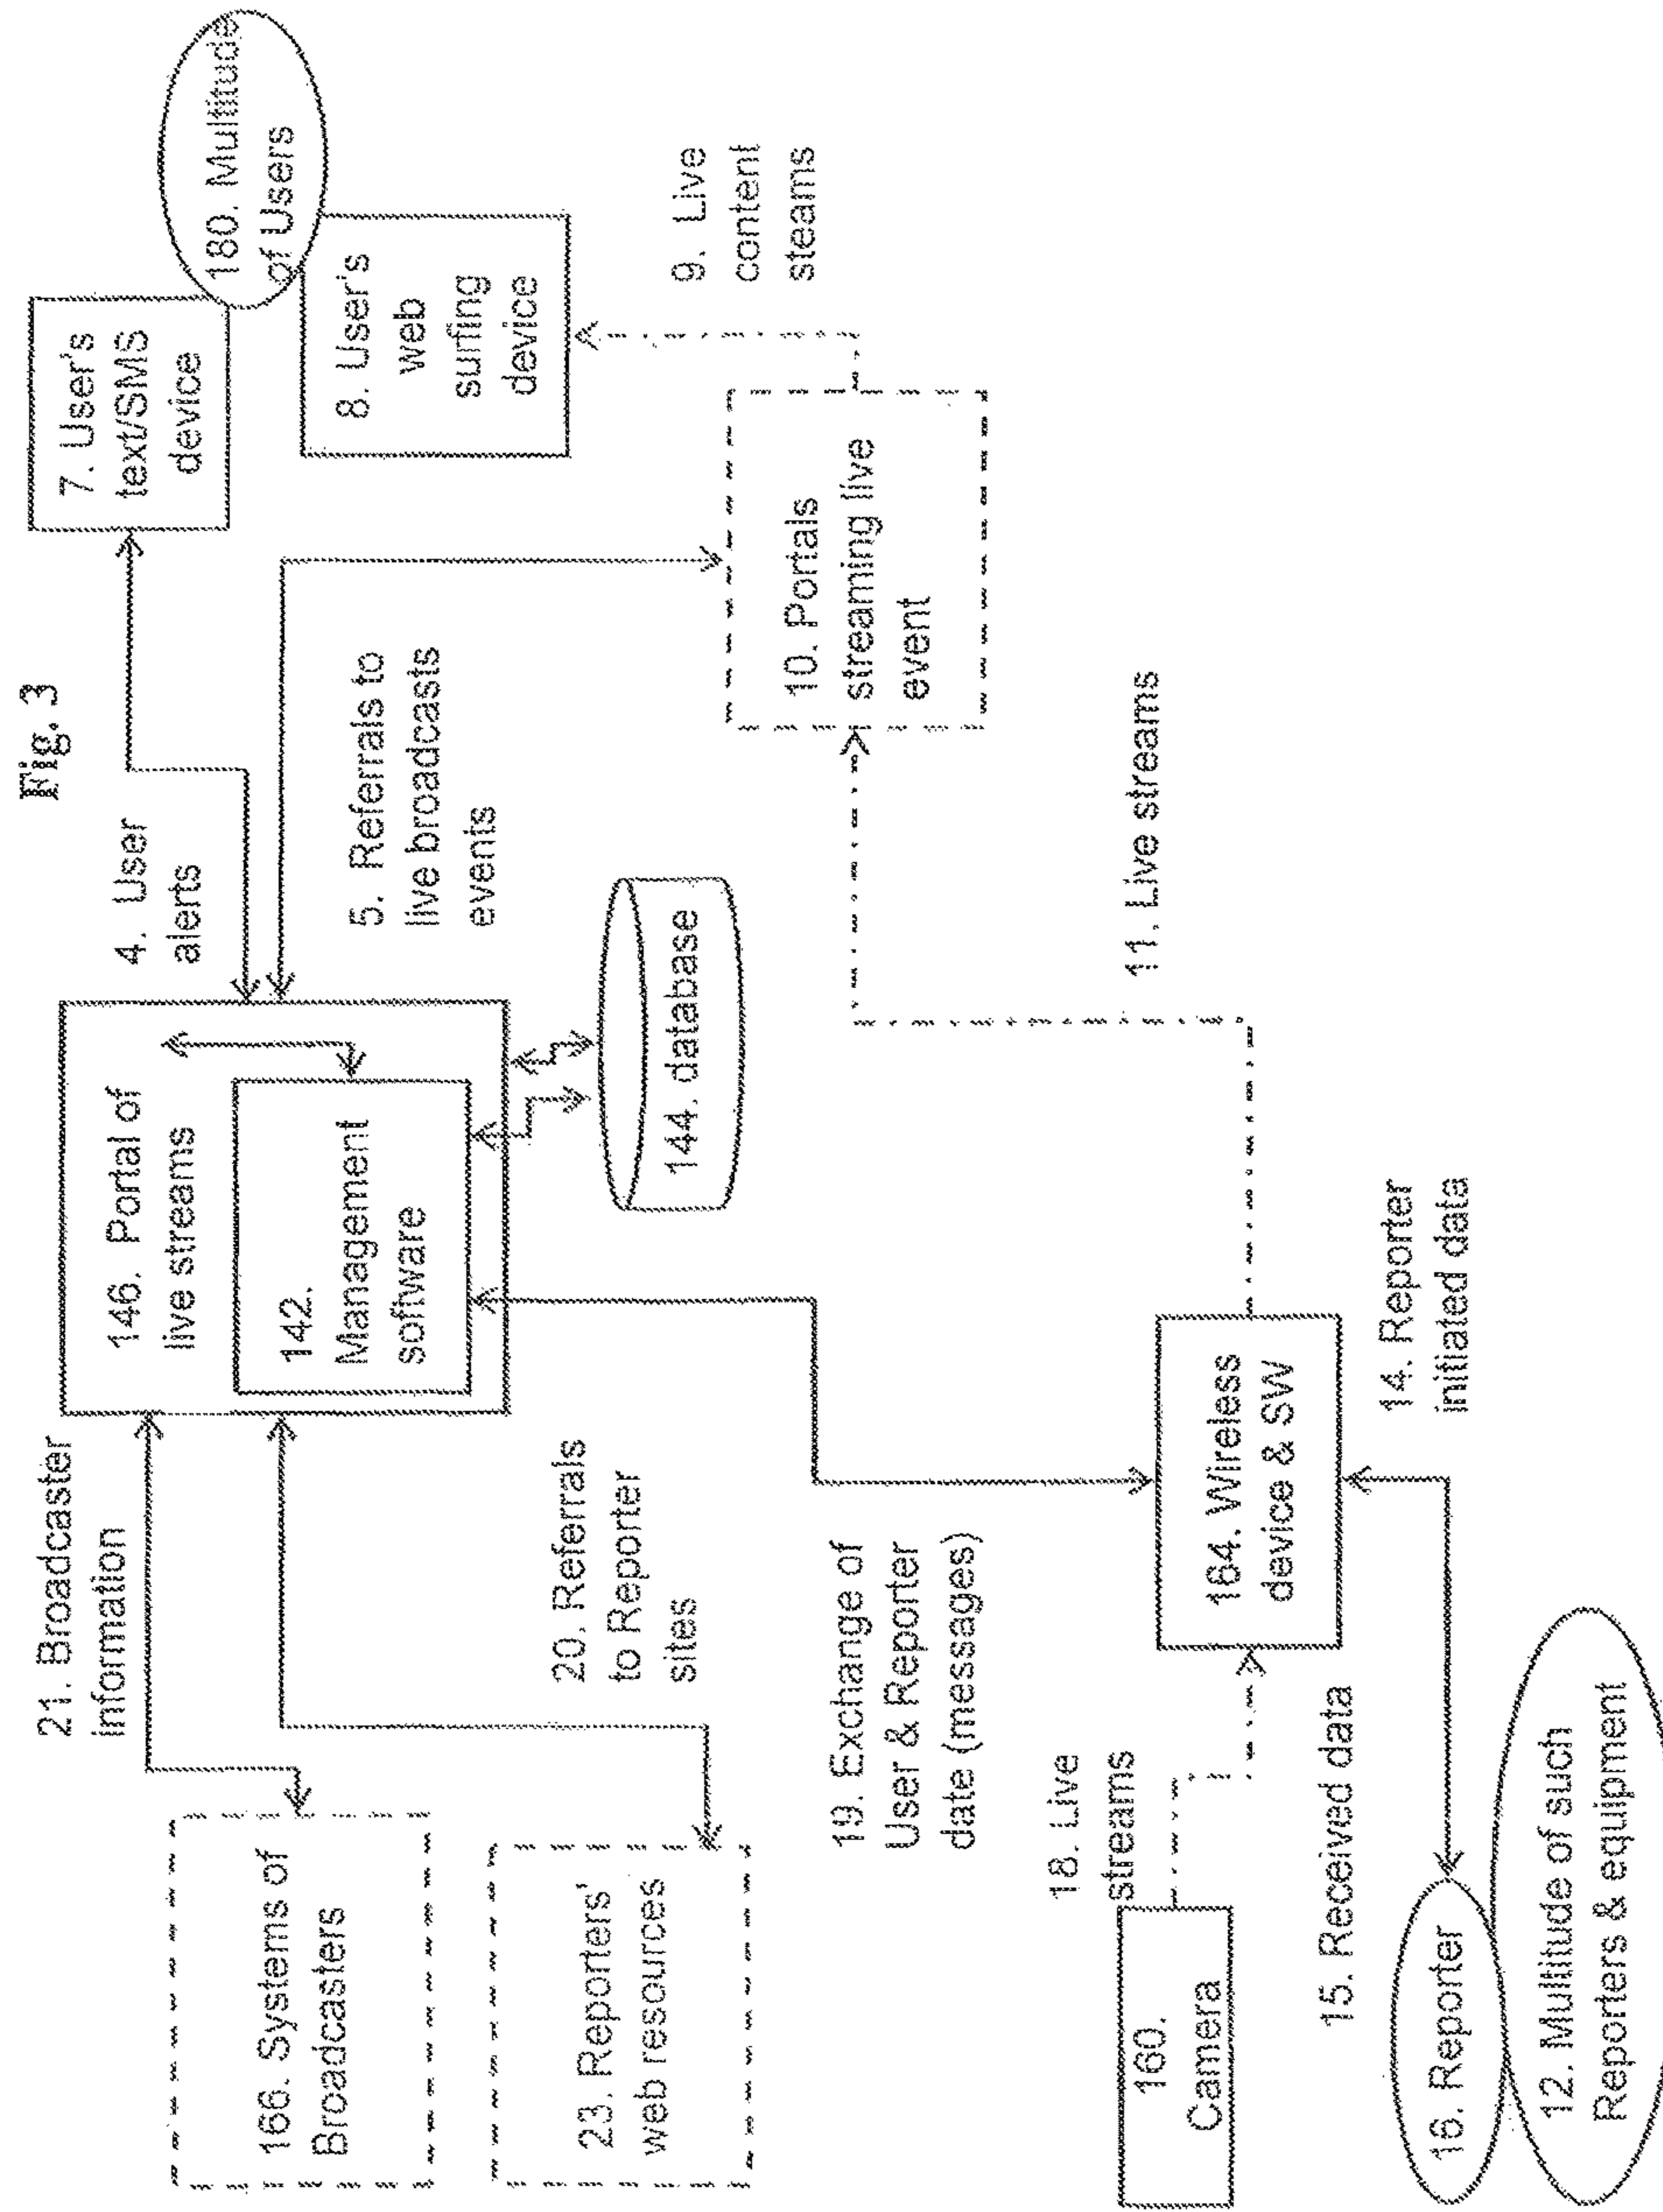 Fig. 3
21. Broadcaster
information
146. Portal of
live streams
142.
Management
software
4. User
alerts
7. User's
text/SMS
device
180. Multitude
of Users
8. User's
web
surfing
device
166. Systems of
Broadcasters
5. Referrals to
live broadcasts
events
23. Reporters'
web resources
20. Referrals
to Reporter
sites
144. database
10. Portals
streaming live
event
9. Live
content
steams
19. Exchange of
User & Reporter
date (messages)
18. Live
streams
11. Live streams
160.
Camera
164. Wireless
device & SW
15. Received data
14. Reporter
initiated data
16. Reporter
12. Multitude of such
Reporters & equipment